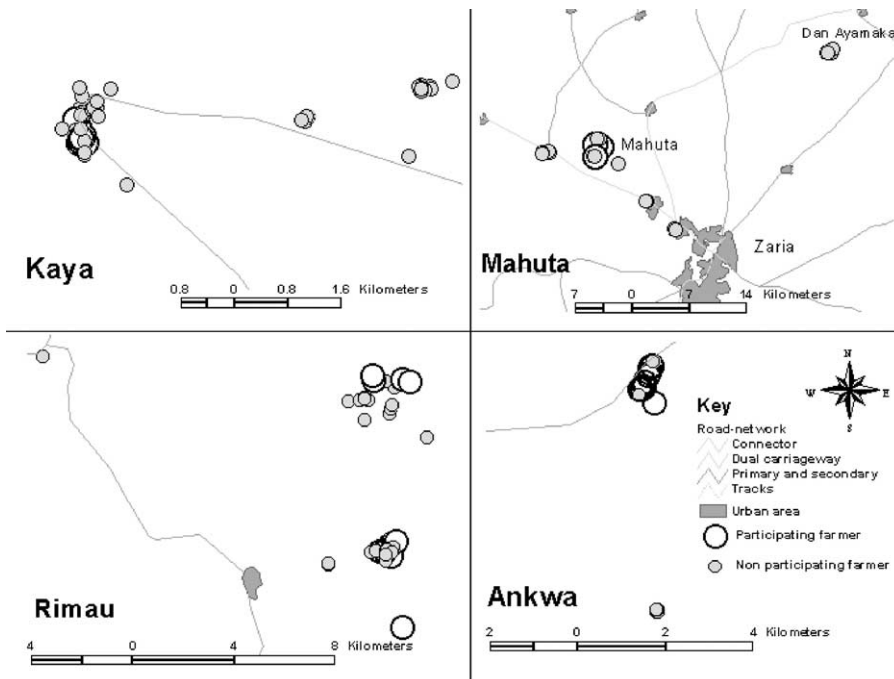 Kaya
0.8 0 0.8 1.6 Kilometers
Dan Ayamaka
Mahuta
Zaria
Mahuta
7 0 7 14 Kilometers
Rimau
4 0 4 8 Kilometers
N
W E
S
Key
Road-network
Connector
Dual carriageway
Primary and secondary
Tracks
Urban area
Participating farmer
Non participating farmer
Ankwa
2 0 2 4 Kilometers